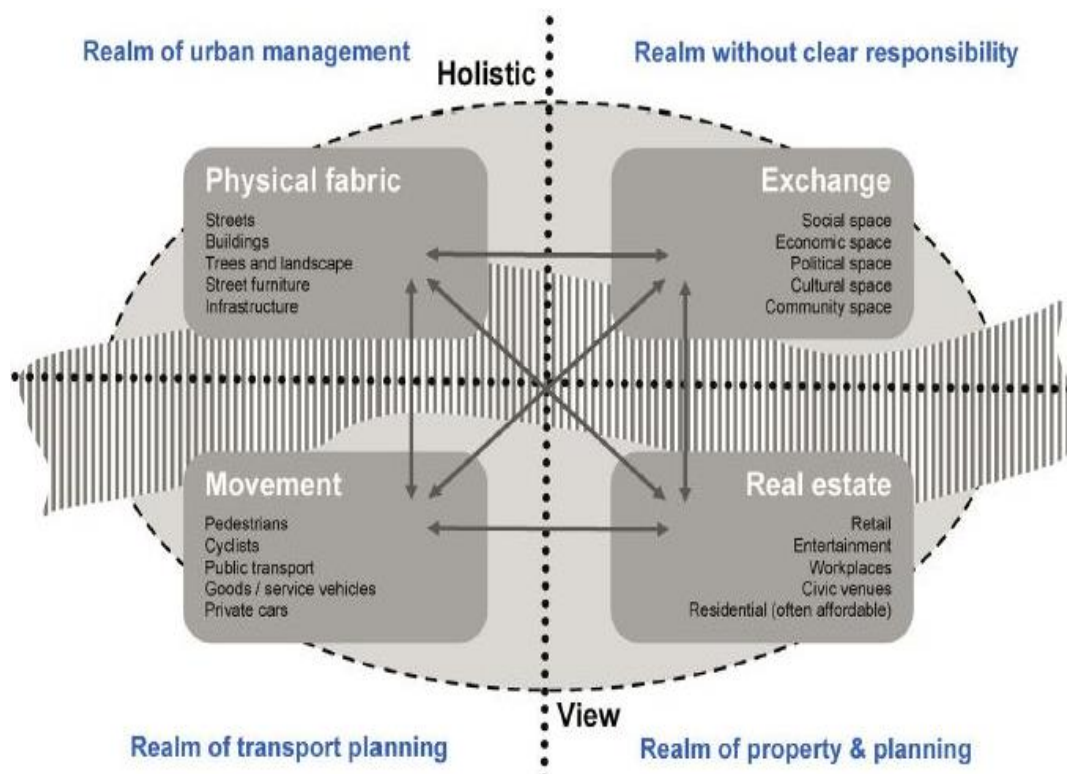 Realm of urban management
Realm without clear responsibility
Holistic
Physical fabric
Streets
Buildings
Trees and landscape
Street furniture
Infrastructure
Exchange
Social space
Economic space
Political space
Cultural space
Community space
Movement
Pedestrians
Cyclists
Public transport
Goods / service vehicles
Private cars
Real estate
Retail
Entertainment
Workplaces
Civic venues
Residential (often affordable)
View
Realm of transport planning
Realm of property & planning